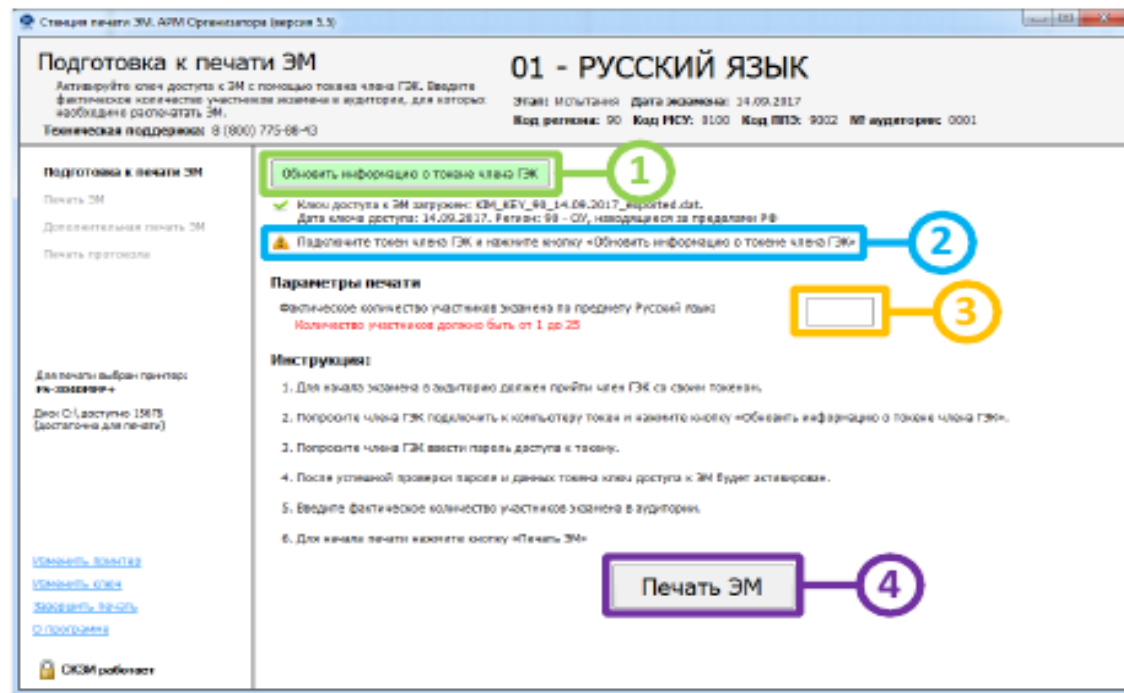 Станция печати ЭМ. АРМ Организатора (версия 5.5)
Подготовка к печати ЭМ
Активируйте ключ доступа к ЭМ с помощью токена члена ГЭК. Введите
фактическое количество участников экзамена в аудитории, для которых
необходимо распечатать ЭМ.
Техническая поддержка: 8 (800) 775-88-43
01 - РУССКИЙ ЯЗЫК
Этап: Испытания Дата экзамена: 14.09.2017
Код региона: 90 Код МСУ: 0100 Код ППЭ: 9002 № аудитории: 0001
Подготовка к печати ЭМ
Печать ЭМ
Дополнительная печать ЭМ
Печать протокола
Обновить информацию о токене члена ГЭК
1
Ключ доступа к ЭМ загружен: KIM_KEY_90_14.09.2017_exported.dat.
Дата ключа доступа: 14.09.2017. Регион: 90 - ОУ, находящиеся за пределами РФ
Подключите токен члена ГЭК и нажмите кнопку «Обновить информацию о токене члена ГЭК»
2
Параметры печати
Фактическое количество участников экзамена по предмету Русский язык:
Количество участников должно быть от 1 до 25
3
Инструкция:
1. Для начала экзамена в аудиторию должен прийти член ГЭК со своим токеном.
2. Попросите члена ГЭК подключить к компьютеру токен и нажмите кнопку «Обновить информацию о токене члена ГЭК».
3. Попросите члена ГЭК ввести пароль доступа к токену.
4. После успешной проверки пароля и данных токена ключ доступа к ЭМ будет активирован.
5. Введите фактическое количество участников экзамена в аудитории.
6. Для начала печати нажмите кнопку «Печать ЭМ»
Печать ЭМ
4
Для печати выбран принтер:
Диск C:\ доступно
(достаточно для печати)
Изменить принтер
Изменить ключ
Завершить печать
О программе
СКЗИ работает